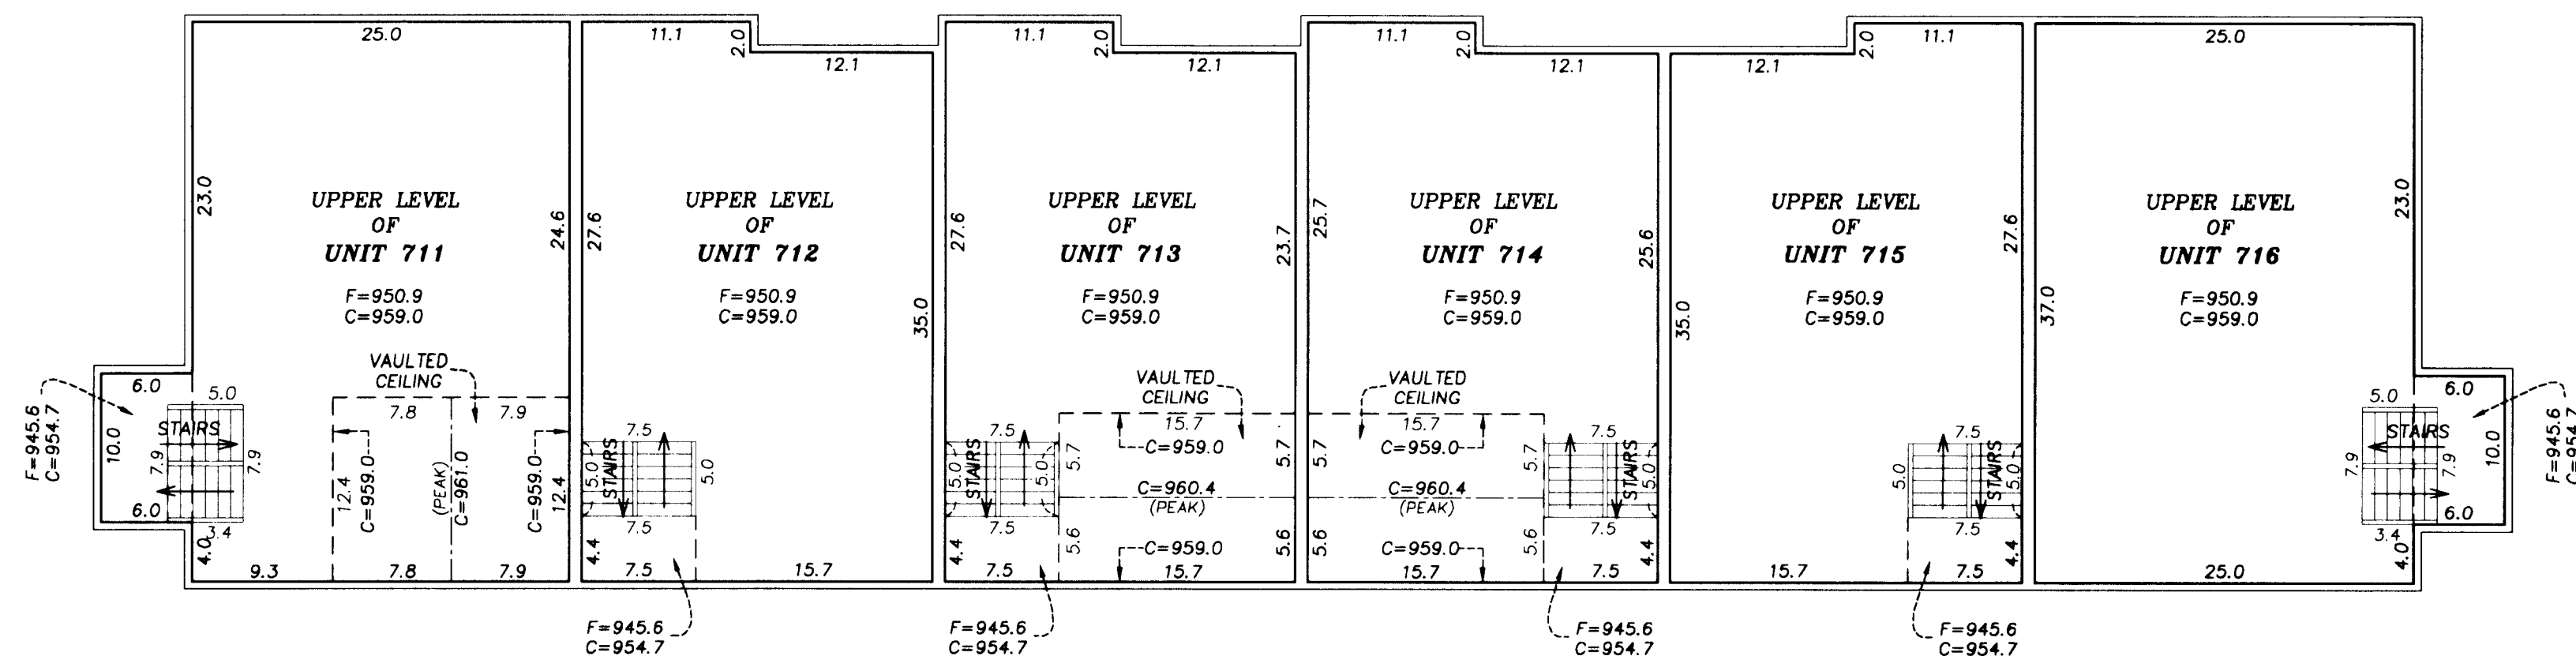 25.0
23.0
24.6
UPPER LEVEL
OF
UNIT 711
F=950.9
C=959.0
VAULTED
CEILING
6.0
5.0
STAIRS
10.0
7.9
7.9
6.0
3.4
4.0
F=945.6
C=954.7
7.8
7.9
12.4
C=959.0
(PEAK)
C=961.0
C=959.0
12.4
9.3
7.8
7.9
11.1
2.0
12.1
27.6
35.0
UPPER LEVEL
OF
UNIT 712
F=950.9
C=959.0
7.5
5.0
STAIRS
5.0
7.5
4.4
7.5
15.7
F=945.6
C=954.7
11.1
2.0
12.1
27.6
23.7
UPPER LEVEL
OF
UNIT 713
F=950.9
C=959.0
VAULTED
CEILING
7.5
5.0
STAIRS
5.0
7.5
15.7
C=959.0
5.7
5.7
C=960.4
(PEAK)
5.6
C=959.0
5.6
4.4
7.5
15.7
F=945.6
C=954.7
11.1
2.0
12.1
25.7
25.6
UPPER LEVEL
OF
UNIT 714
F=950.9
C=959.0
VAULTED
CEILING
15.7
C=959.0
5.7
5.7
C=960.4
(PEAK)
5.6
C=959.0
5.6
7.5
STAIRS
5.0
7.5
4.4
15.7
7.5
F=945.6
C=954.7
12.1
2.0
11.1
35.0
27.6
UPPER LEVEL
OF
UNIT 715
F=950.9
C=959.0
7.5
5.0
STAIRS
5.0
7.5
4.4
15.7
7.5
F=945.6
C=954.7
25.0
37.0
23.0
UPPER LEVEL
OF
UNIT 716
F=950.9
C=959.0
6.0
5.0
STAIRS
7.9
7.9
10.0
6.0
3.4
4.0
25.0
F=945.6
C=954.7